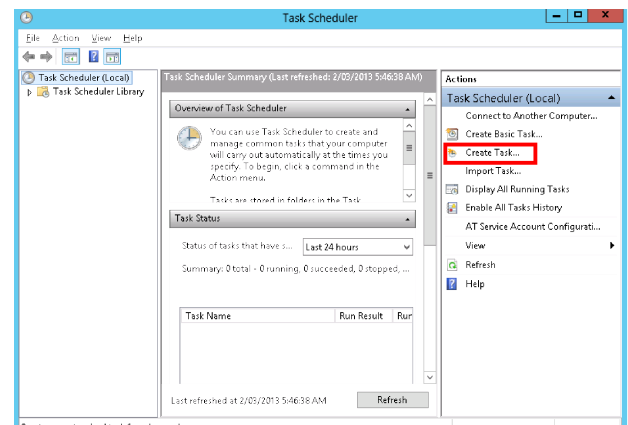 Task Scheduler
File Action View Help
Task Scheduler (Local)
Task Scheduler Library
Task Scheduler Summary (Last refreshed: 2/03/2013 5:46:38 AM)
Overview of Task Scheduler
You can use Task Scheduler to create and
manage common tasks that your computer
will carry out automatically at the times you
specify. To begin, click a command in the
Action menu.
Tasks are stored in folders in the Task
Task Status
Status of tasks that have s... Last 24 hours
Summary: 0 total - 0 running, 0 succeeded, 0 stopped, ...
Task Name Run Result Run
Last refreshed at 2/03/2013 5:46:38 AM Refresh
Actions
Task Scheduler (Local)
Connect to Another Computer...
Create Basic Task...
Create Task...
Import Task...
Display All Running Tasks
Enable All Tasks History
AT Service Account Configurati...
View
Refresh
Help